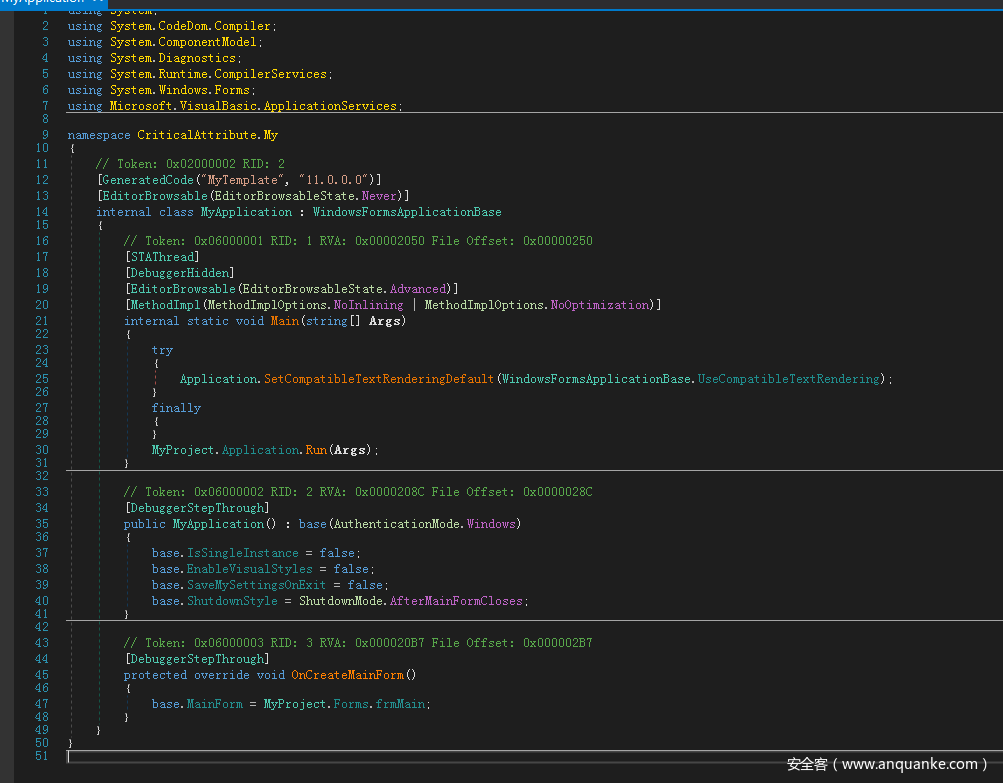 MyApplication
1 using System;
2 using System.CodeDom.Compiler;
3 using System.ComponentModel;
4 using System.Diagnostics;
5 using System.Runtime.CompilerServices;
6 using System.Windows.Forms;
7 using Microsoft.VisualBasic.ApplicationServices;
8
9 namespace CriticalAttribute.My
10 {
11 // Token: 0x02000002 RID: 2
12 [GeneratedCode("MyTemplate", "11.0.0.0")]
13 [EditorBrowsable(EditorBrowsableState.Never)]
14 internal class MyApplication : WindowsFormsApplicationBase
15 {
16 // Token: 0x06000001 RID: 1 RVA: 0x00002050 File Offset: 0x00000250
17 [STAThread]
18 [DebuggerHidden]
19 [EditorBrowsable(EditorBrowsableState.Advanced)]
20 [MethodImpl(MethodImplOptions.NoInlining | MethodImplOptions.NoOptimization)]
21 internal static void Main(string[] Args)
22 {
23 try
24 {
25 Application.SetCompatibleTextRenderingDefault(WindowsFormsApplicationBase.UseCompatibleTextRendering);
26 }
27 finally
28 {
29 }
30 MyProject.Application.Run(Args);
31 }
32
33 // Token: 0x06000002 RID: 2 RVA: 0x0000208C File Offset: 0x0000028C
34 [DebuggerStepThrough]
35 public MyApplication() : base(AuthenticationMode.Windows)
36 {
37 base.IsSingleInstance = false;
38 base.EnableVisualStyles = false;
39 base.SaveMySettingsOnExit = false;
40 base.ShutdownStyle = ShutdownMode.AfterMainFormCloses;
41 }
42
43 // Token: 0x06000003 RID: 3 RVA: 0x000020B7 File Offset: 0x000002B7
44 [DebuggerStepThrough]
45 protected override void OnCreateMainForm()
46 {
47 base.MainForm = MyProject.Forms.frmMain;
48 }
49 }
50 }
51
安全客（www.anquanke.com）